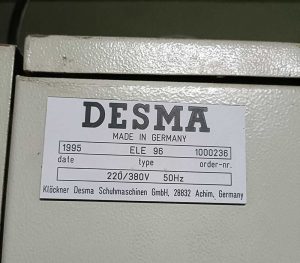 DESMA
MADE IN GERMANY
1995 ELE 96 1000236
date type order-nr.
220/380V 50Hz
Klöckner Desma Schuhmaschinen GmbH, 28832 Achim, Germany